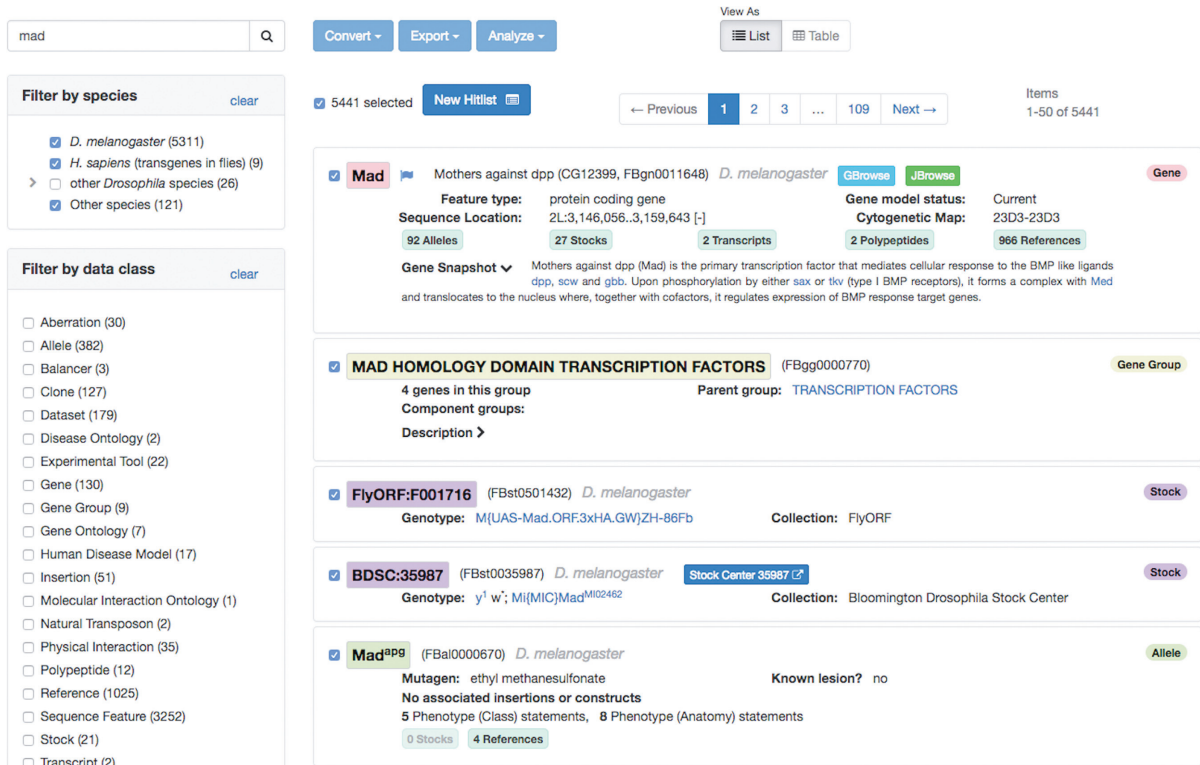 mad
Convert
Export
Analyze
View As
List
Table
Filter by species
clear
D. melanogaster (5311)
H. sapiens (transgenes in flies) (9)
other Drosophila species (26)
Other species (121)
Filter by data class
clear
Aberration (30)
Allele (382)
Balancer (3)
Clone (127)
Dataset (179)
Disease Ontology (2)
Experimental Tool (22)
Gene (130)
Gene Group (9)
Gene Ontology (7)
Human Disease Model (17)
Insertion (51)
Molecular Interaction Ontology (1)
Natural Transposon (2)
Physical Interaction (35)
Polypeptide (12)
Reference (1025)
Sequence Feature (3252)
Stock (21)
Transcript (2)
5441 selected
New Hitlist
← Previous 1 2 3 ... 109 Next →
Items
1-50 of 5441
Mad Mothers against dpp (CG12399, FBgn0011648) D. melanogaster GBrowse JBrowse Gene
Feature type: protein coding gene Gene model status: Current
Sequence Location: 2L:3,146,056..3,159,643 [-] Cytogenetic Map: 23D3-23D3
92 Alleles 27 Stocks 2 Transcripts 2 Polypeptides 966 References
Gene Snapshot Mothers against dpp (Mad) is the primary transcription factor that mediates cellular response to the BMP like ligands
dpp, scw and gbb. Upon phosphorylation by either sax or tkv (type I BMP receptors), it forms a complex with Med
and translocates to the nucleus where, together with cofactors, it regulates expression of BMP response target genes.
MAD HOMOLOGY DOMAIN TRANSCRIPTION FACTORS (FBgg0000770) Gene Group
4 genes in this group Parent group: TRANSCRIPTION FACTORS
Component groups:
Description
FlyORF:F001716 (FBst0501432) D. melanogaster Stock
Genotype: M{UAS-Mad.ORF.3xHA.GW}ZH-86Fb Collection: FlyORF
BDSC:35987 (FBst0035987) D. melanogaster Stock Center 35987 Stock
Genotype: y1 w*; Mi{MIC}MadMI02462 Collection: Bloomington Drosophila Stock Center
Madapg (FBal0000670) D. melanogaster Allele
Mutagen: ethyl methanesulfonate Known lesion? no
No associated insertions or constructs
5 Phenotype (Class) statements, 8 Phenotype (Anatomy) statements
0 Stocks 4 References